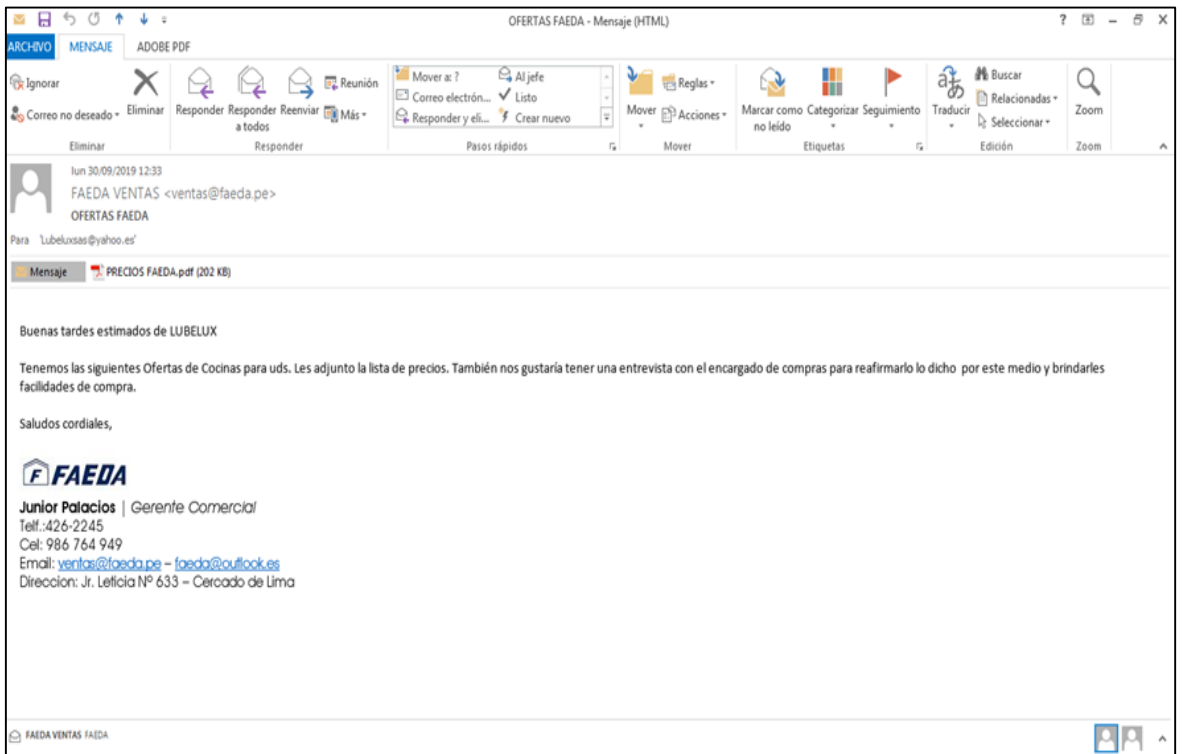 OFERTAS FAEDA - Mensaje (HTML)
ARCHIVO MENSAJE ADOBE PDF
Ignorar
Correo no deseado
Eliminar
Eliminar
Responder
Responder a todos
Reenviar
Reunión
Más
Responder
Mover a: ?
Correo electrón...
Responder y eli...
Al jefe
Listo
Crear nuevo
Pasos rápidos
Mover
Reglas
Acciones
Mover
Marcar como no leído
Categorizar
Seguimiento
Etiquetas
Traducir
Buscar
Relacionadas
Seleccionar
Edición
Zoom
Zoom
lun 30/09/2019 12:33
FAEDA VENTAS <ventas@faeda.pe>
OFERTAS FAEDA
Para 'Lubeluxsas@yahoo.es'
Mensaje PRECIOS FAEDA.pdf (202 KB)
Buenas tardes estimados de LUBELUX
Tenemos las siguientes Ofertas de Cocinas para uds. Les adjunto la lista de precios. También nos gustaría tener una entrevista con el encargado de compras para reafirmarlo lo dicho por este medio y brindarles
facilidades de compra.
Saludos cordiales,
F FAEDA
Junior Palacios | Gerente Comercial
Telf.:426-2245
Cel: 986 764 949
Email: ventas@faeda.pe – faeda@outlook.es
Direccion: Jr. Leticia Nº 633 – Cercado de Lima
FAEDA VENTAS FAEDA